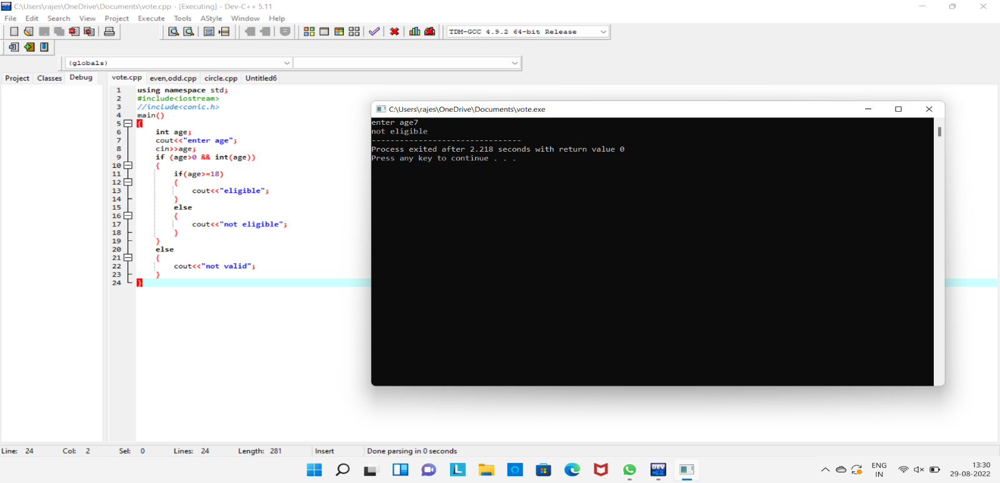 C:\Users\rajes\OneDrive\Documents\vote.cpp - [Executing] - Dev-C++ 5.11
File Edit Search View Project Execute Tools AStyle Window Help
TDM-GCC 4.9.2 64-bit Release
(globals)
Project Classes Debug
vote.cpp even,odd.cpp circle.cpp Untitled6
1 using namespace std;
2 #include<iostream>
3 //include<conic.h>
4 main()
5 {
6 int age;
7 cout<<"enter age";
8 cin>>age;
9 if (age>0 && int(age))
10 {
11 if(age>=18)
12 {
13 cout<<"eligible";
14 }
15 else
16 {
17 cout<<"not eligible";
18 }
19 }
20 else
21 {
22 cout<<"not valid";
23 }
24 }
C:\Users\rajes\OneDrive\Documents\vote.exe
enter age7
not eligible
--------------------------------
Process exited after 2.218 seconds with return value 0
Press any key to continue . . .
Line: 24 Col: 2 Sel: 0 Lines: 24 Length: 281 Insert Done parsing in 0 seconds
L
DEV
C++
ENG
IN
13:30
29-08-2022